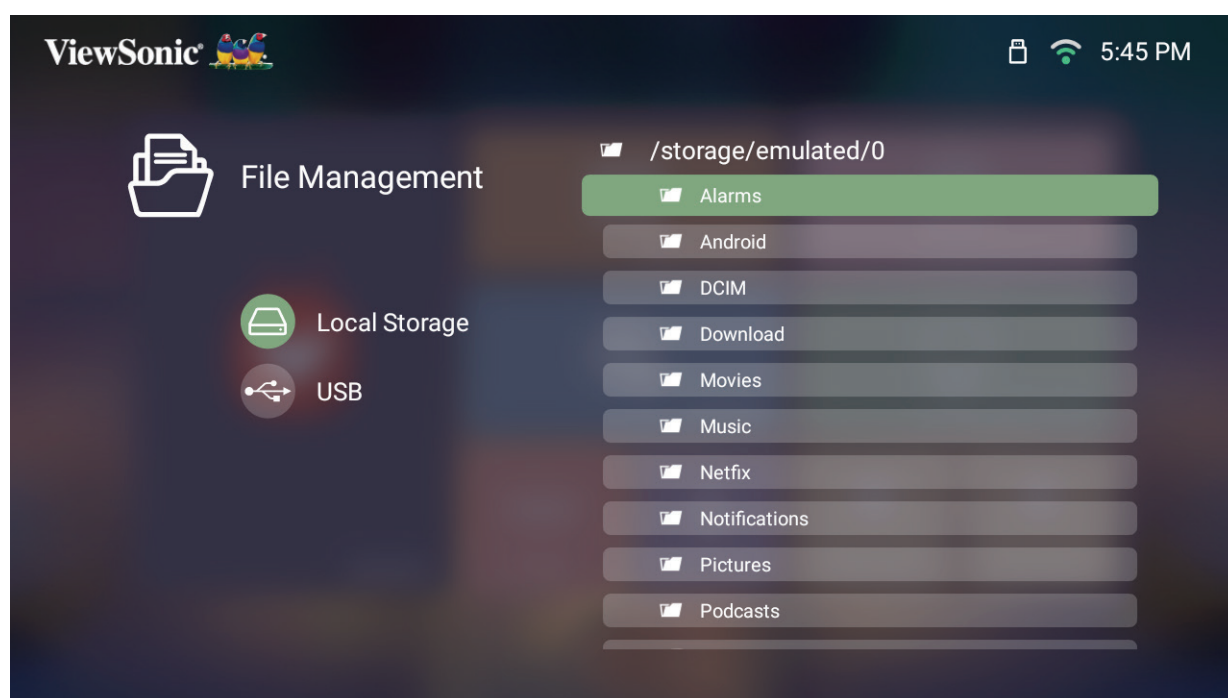 ViewSonic
5:45 PM
File Management
Local Storage
USB
/storage/emulated/0
Alarms
Android
DCIM
Download
Movies
Music
Netfix
Notifications
Pictures
Podcasts